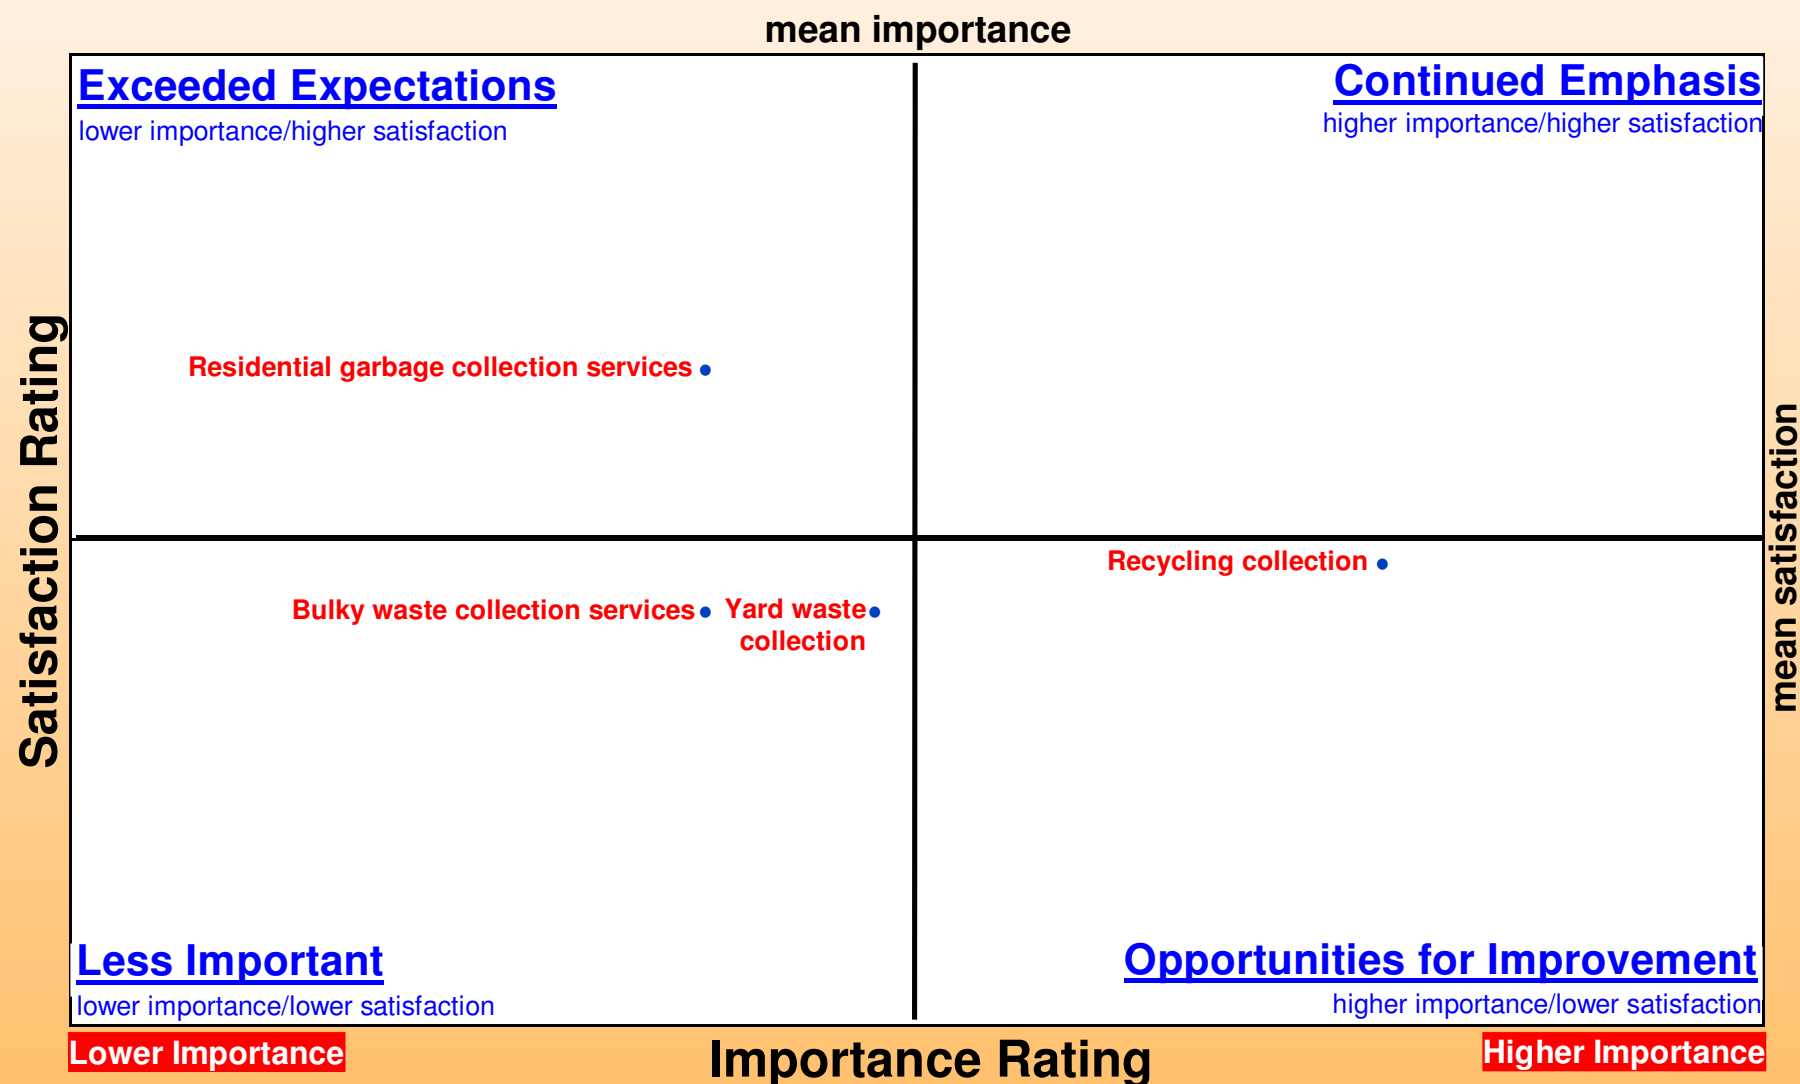 mean importance
Exceeded Expectations
lower importance/higher satisfaction
Continued Emphasis
higher importance/higher satisfaction
Satisfaction Rating
mean satisfaction
Residential garbage collection services
Recycling collection
Bulky waste collection services
Yard waste
collection
Less Important
lower importance/lower satisfaction
Opportunities for Improvement
higher importance/lower satisfaction
Lower Importance
Importance Rating
Higher Importance